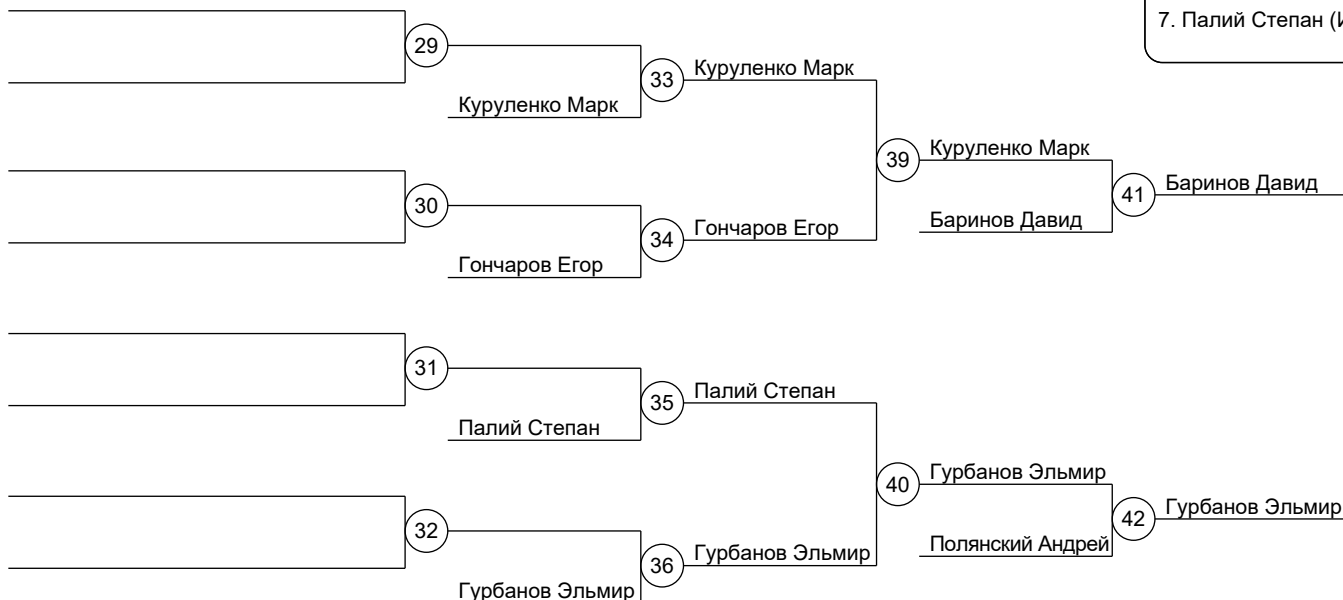 7. Палий Степан (И
29
33
Куруленко Марк
Куруленко Марк
39
Куруленко Марк
41
Баринов Давид
Баринов Давид
30
34
Гончаров Егор
Гончаров Егор
31
35
Палий Степан
Палий Степан
40
Гурбанов Эльмир
42
Гурбанов Эльмир
Полянский Андрей
32
36
Гурбанов Эльмир
Гурбанов Эльмир